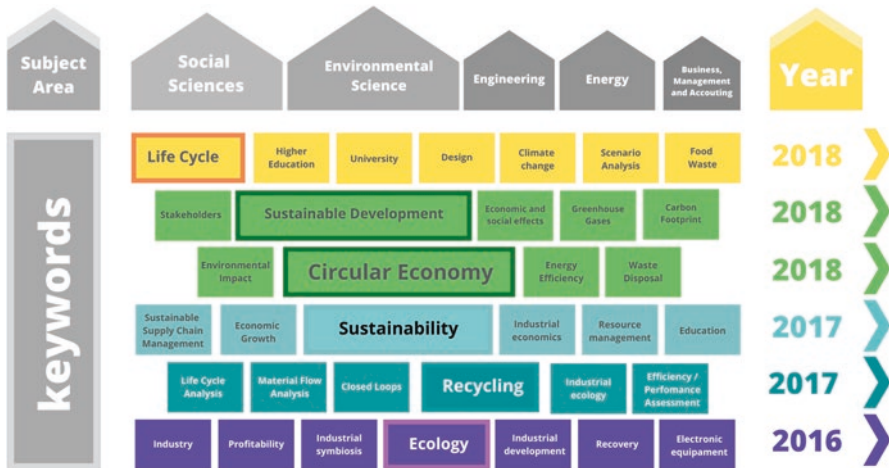 Subject
Area
Social
Sciences
Environmental
Science
Engineering
Energy
Business,
Management
and Accouting
Year
keywords
Life Cycle
Higher
Education
University
Design
Climate
change
Scenario
Analysis
Food
Waste
2018
Stakeholders
Sustainable Development
Economic and
social effects
Greenhouse
Gases
Carbon
Footprint
2018
Environmental
Impact
Circular Economy
Energy
Efficiency
Waste
Disposal
2018
Sustainable
Supply Chain
Management
Economic
Growth
Sustainability
Industrial
economics
Resource
management
Education
2017
Life Cycle
Analysis
Material Flow
Analysis
Closed Loops
Recycling
Industrial
ecology
Efficiency /
Perfomance
Assessment
2017
Industry
Profitability
Industrial
symbiosis
Ecology
Industrial
development
Recovery
Electronic
equipament
2016